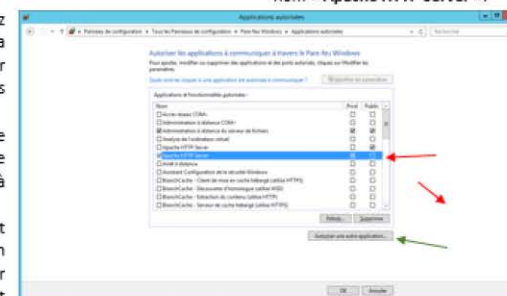 nom « Apache HTTP Server »
z
a
r
s
e
e
à
t
n
r
t
Applications autorisées
« Panneau de configuration » Tous les Panneaux de configuration » Pare-feu Windows » Applications autorisées
Autoriser les applications à communiquer à travers le Pare-feu Windows
Pour ajouter, modifier ou supprimer des applications et des ports autorisés, cliquez sur Modifier les paramètres.
Quels sont les risques si une application est autorisée à communiquer ?
Modifier les paramètres
Applications et fonctionnalités autorisées :
Nom Privé Public
Accès réseau COM+
Administration à distance COM+
Administration à distance du serveur de fichiers
Analyse de l'ordinateur virtuel
Apache HTTP Server
Apache HTTP Server
Arrêt à distance
Assistant Configuration de la sécurité Windows
BranchCache - Client de mise en cache hébergé (utilise HTTPS)
BranchCache - Découverte d'homologue (utilise WSD)
BranchCache - Extraction du contenu (utilise HTTP)
BranchCache - Serveur de cache hébergé (utilise HTTPS)
Détails... Supprimer
Autoriser une autre application...
OK Annuler